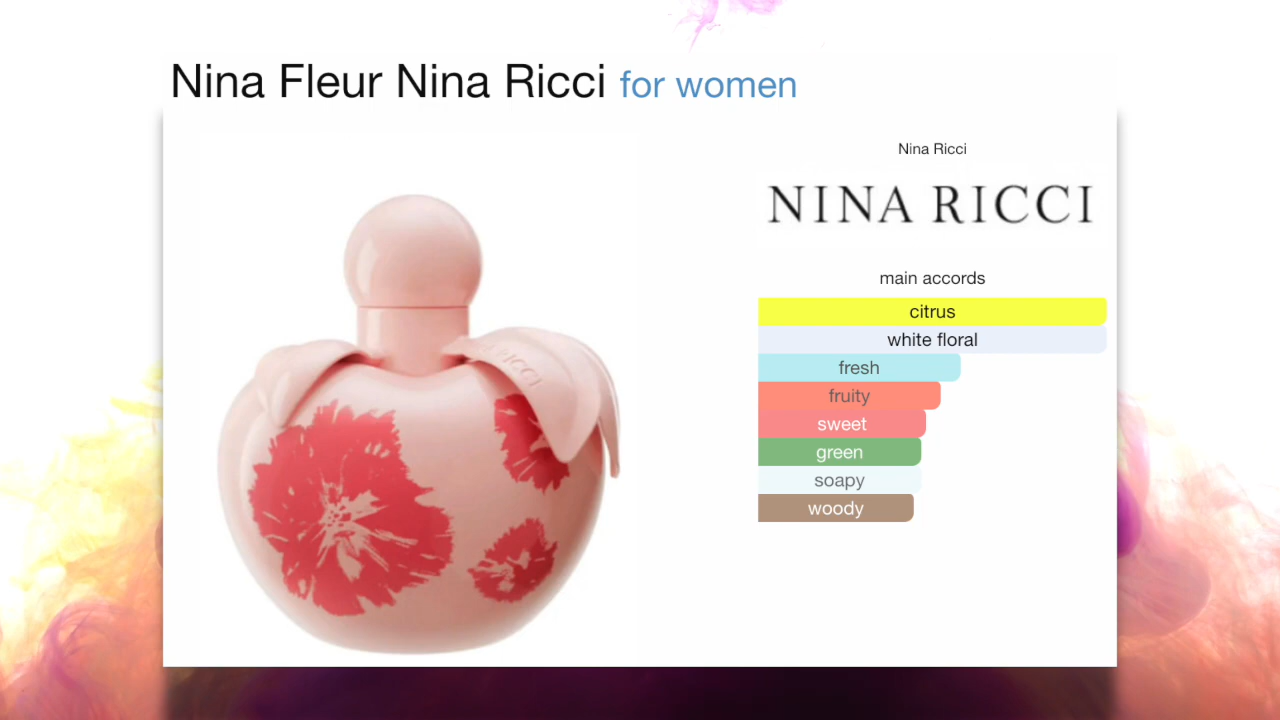 Nina Fleur Nina Ricci for women
Nina Ricci
NINA RICCI
main accords
citrus
white floral
fresh
fruity
sweet
green
soapy
woody